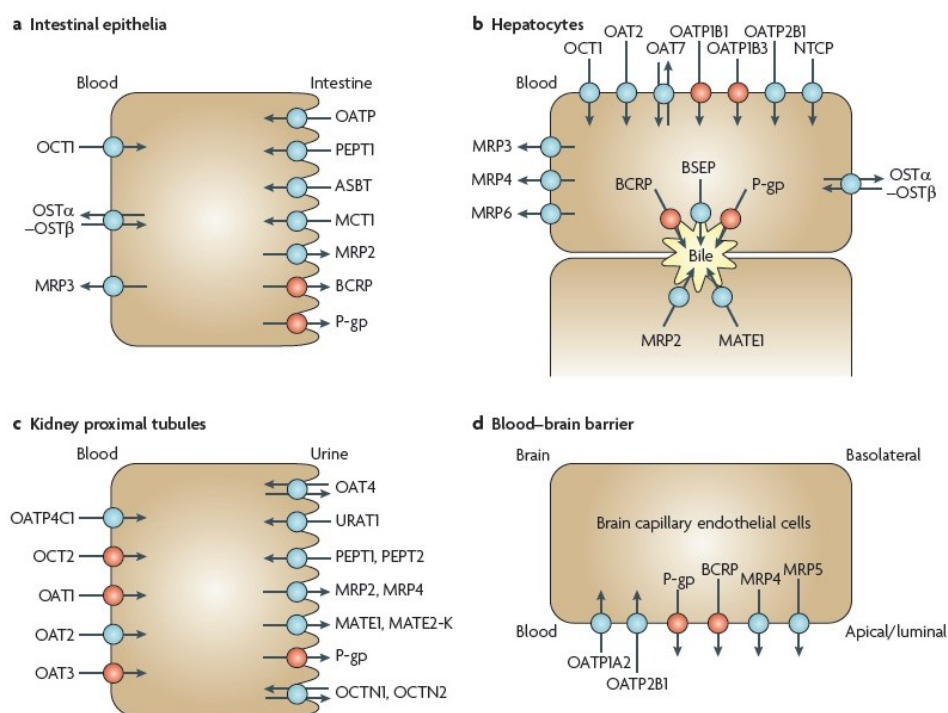 a Intestinal epithelia
Blood
Intestine
OCT1
OSTα
–OSTβ
MRP3
OATP
PEPT1
ASBT
MCT1
MRP2
BCRP
P-gp
b Hepatocytes
Blood
OCT1
OAT2
OAT7
OATP1B1
OATP1B3
OATP2B1
NTCP
MRP3
MRP4
MRP6
BCRP
BSEP
P-gp
OSTα
–OSTβ
Bile
MRP2
MATE1
c Kidney proximal tubules
Blood
Urine
OATP4C1
OCT2
OAT1
OAT2
OAT3
OAT4
URAT1
PEPT1, PEPT2
MRP2, MRP4
MATE1, MATE2-K
P-gp
OCTN1, OCTN2
d Blood–brain barrier
Brain
Basolateral
Brain capillary endothelial cells
P-gp
BCRP
MRP4
MRP5
Blood
Apical/luminal
OATP1A2
OATP2B1